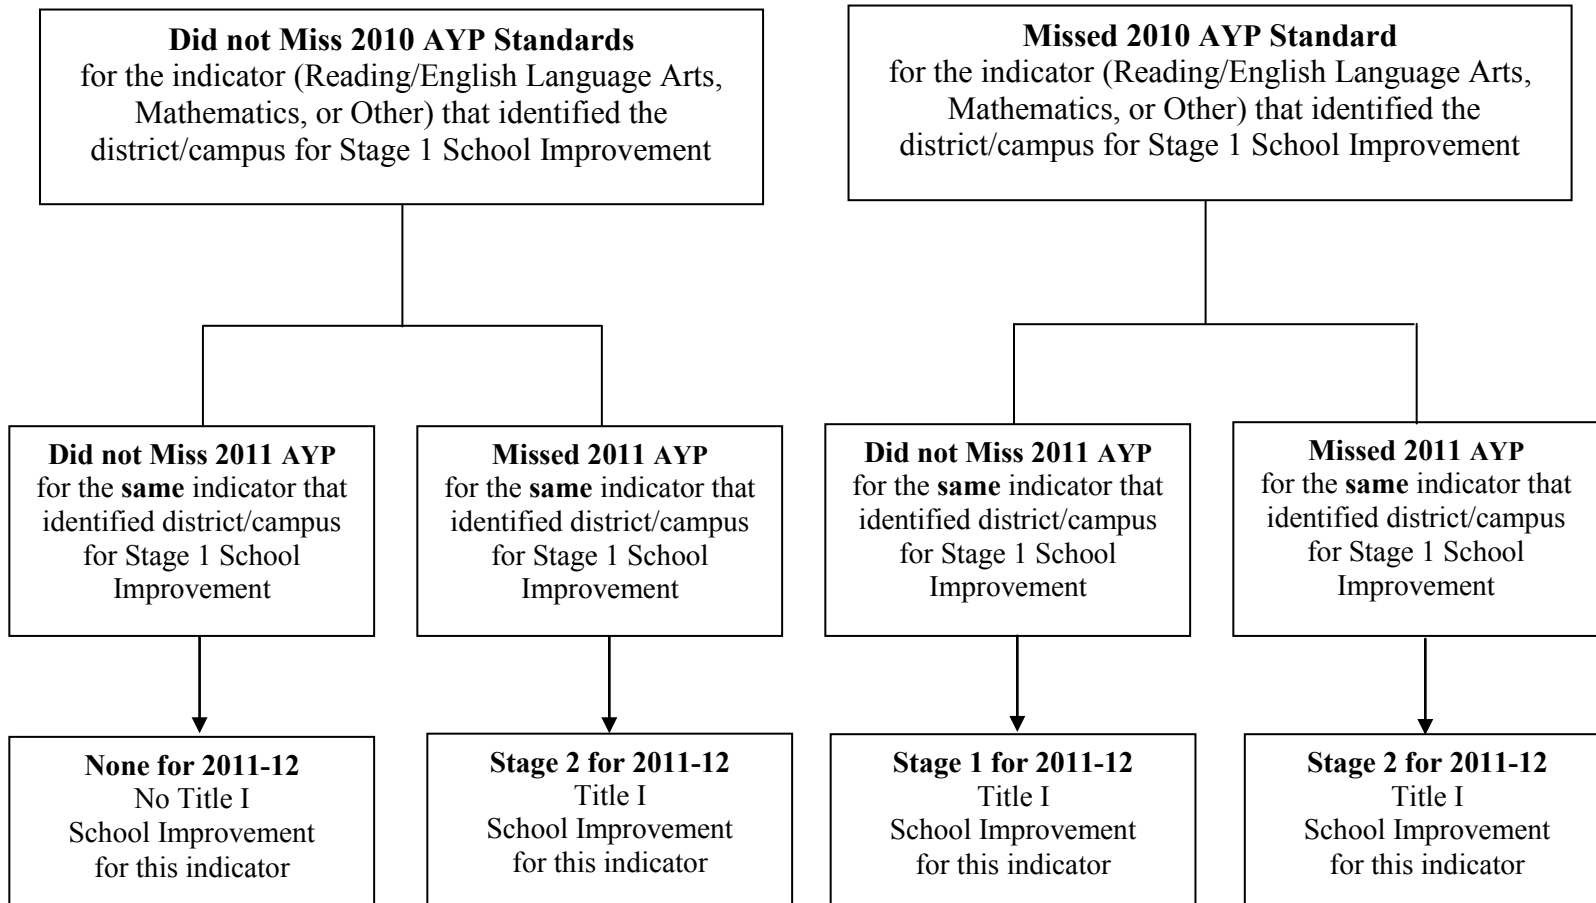 Did not Miss 2010 AYP Standards
for the indicator (Reading/English Language Arts,
Mathematics, or Other) that identified the
district/campus for Stage 1 School Improvement
Missed 2010 AYP Standard
for the indicator (Reading/English Language Arts,
Mathematics, or Other) that identified the
district/campus for Stage 1 School Improvement
Did not Miss 2011 AYP
for the same indicator that
identified district/campus
for Stage 1 School
Improvement
Missed 2011 AYP
for the same indicator that
identified district/campus
for Stage 1 School
Improvement
Did not Miss 2011 AYP
for the same indicator that
identified district/campus
for Stage 1 School
Improvement
Missed 2011 AYP
for the same indicator that
identified district/campus
for Stage 1 School
Improvement
None for 2011-12
No Title I
School Improvement
for this indicator
Stage 2 for 2011-12
Title I
School Improvement
for this indicator
Stage 1 for 2011-12
Title I
School Improvement
for this indicator
Stage 2 for 2011-12
Title I
School Improvement
for this indicator